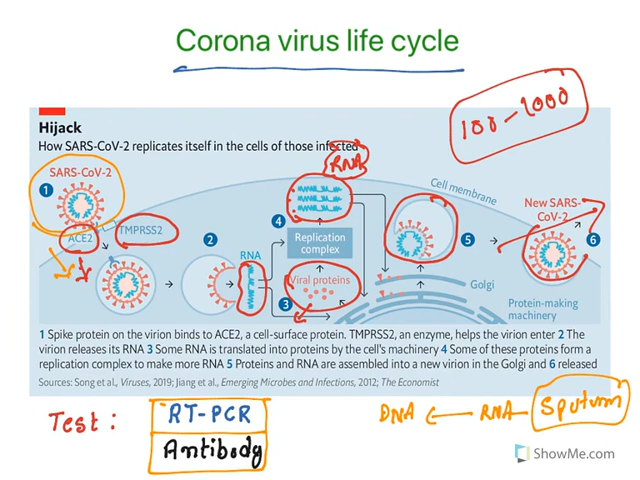 Corona virus life cycle
100 - 1000
Hijack
How SARS-CoV-2 replicates itself in the cells of those infected
RNA
SARS-CoV-2
1
ACE2
TMPRSS2
2
RNA
4
Replication
complex
Viral proteins
3
Cell membrane
5
Golgi
New SARS-
CoV-2
6
Protein-making
machinery
1 Spike protein on the virion binds to ACE2, a cell-surface protein. TMPRSS2, an enzyme, helps the virion enter 2 The
virion releases its RNA 3 Some RNA is translated into proteins by the cell's machinery 4 Some of these proteins form a
replication complex to make more RNA 5 Proteins and RNA are assembled into a new virion in the Golgi and 6 released
Sources: Song et al., Viruses, 2019; Jiang et al., Emerging Microbes and Infections, 2012; The Economist
Test :
RT-PCR
Antibody
DNA ← RNA — Sputum
ShowMe.com